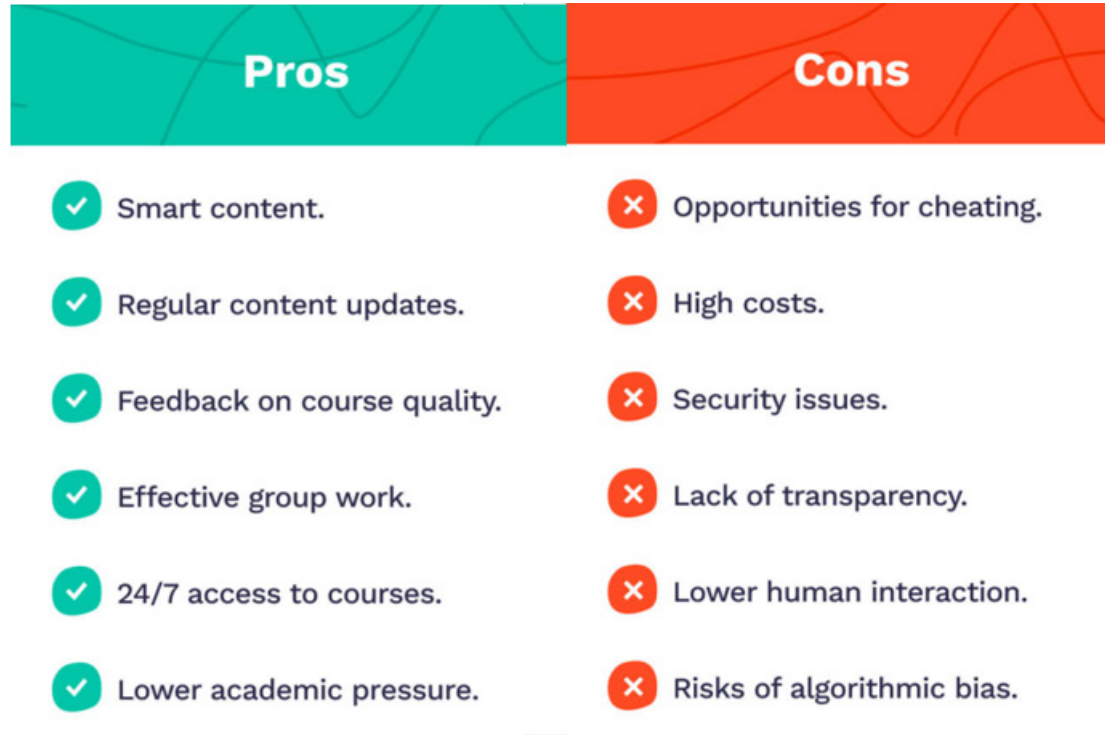 Pros
Smart content.
Regular content updates.
Feedback on course quality.
Effective group work.
24/7 access to courses.
Lower academic pressure.
Cons
Opportunities for cheating.
High costs.
Security issues.
Lack of transparency.
Lower human interaction.
Risks of algorithmic bias.